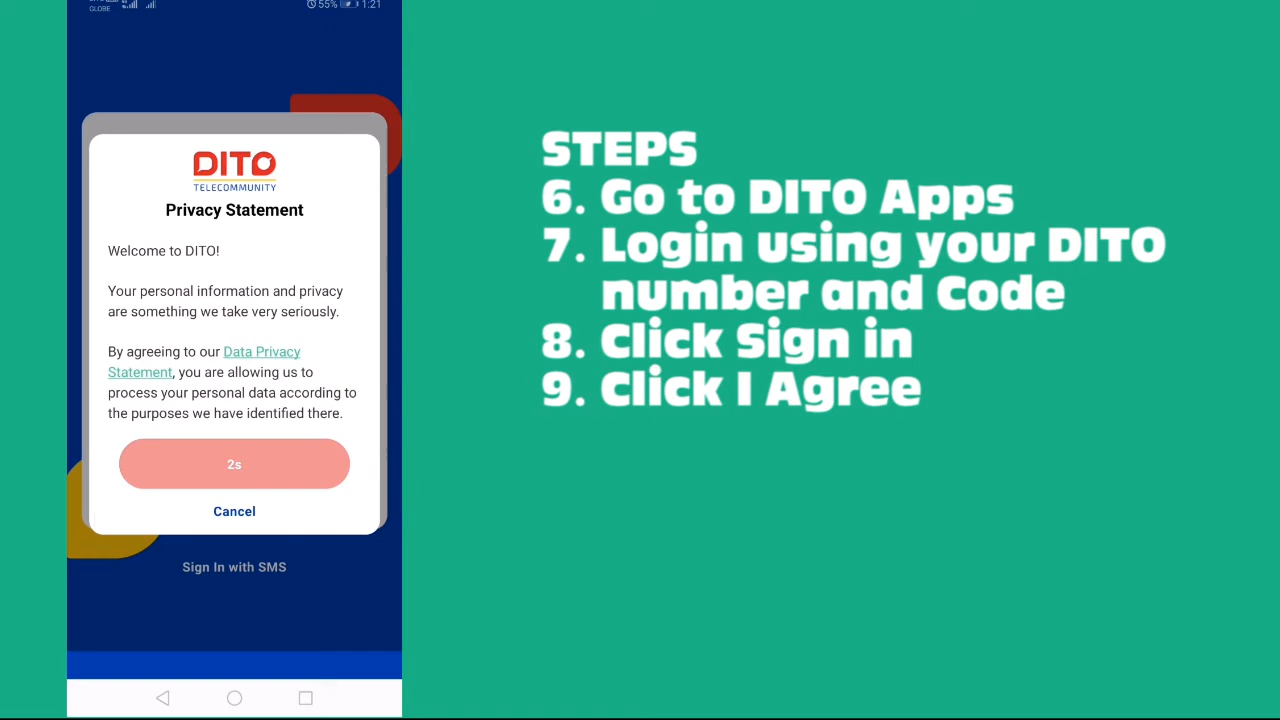 GLOBE
55%
1:21
DITO
TELECOMMUNITY
Privacy Statement
Welcome to DITO!
Your personal information and privacy
are something we take very seriously.
By agreeing to our Data Privacy
Statement, you are allowing us to
process your personal data according to
the purposes we have identified there.
2s
Cancel
Sign In with SMS
STEPS
6. Go to DITO Apps
7. Login using your DITO
number and Code
8. Click Sign in
9. Click I Agree